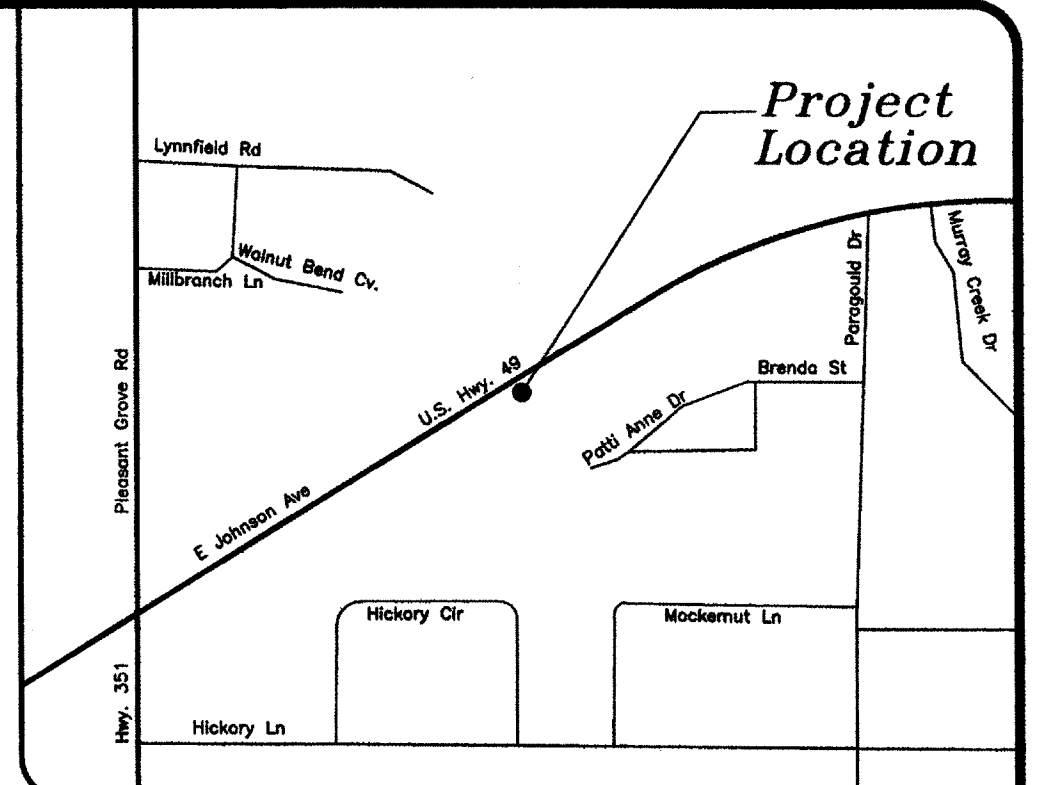 Project
Location
Lynnfield Rd
Walnut Bend Cv.
Millbranch Ln
Pleasant Grove Rd
Hwy. 351
U.S. Hwy. 49
E Johnson Ave
Paragould Dr
Murray Creek Dr
Brenda St
Patti Anne Dr
Hickory Cir
Mockernut Ln
Hickory Ln